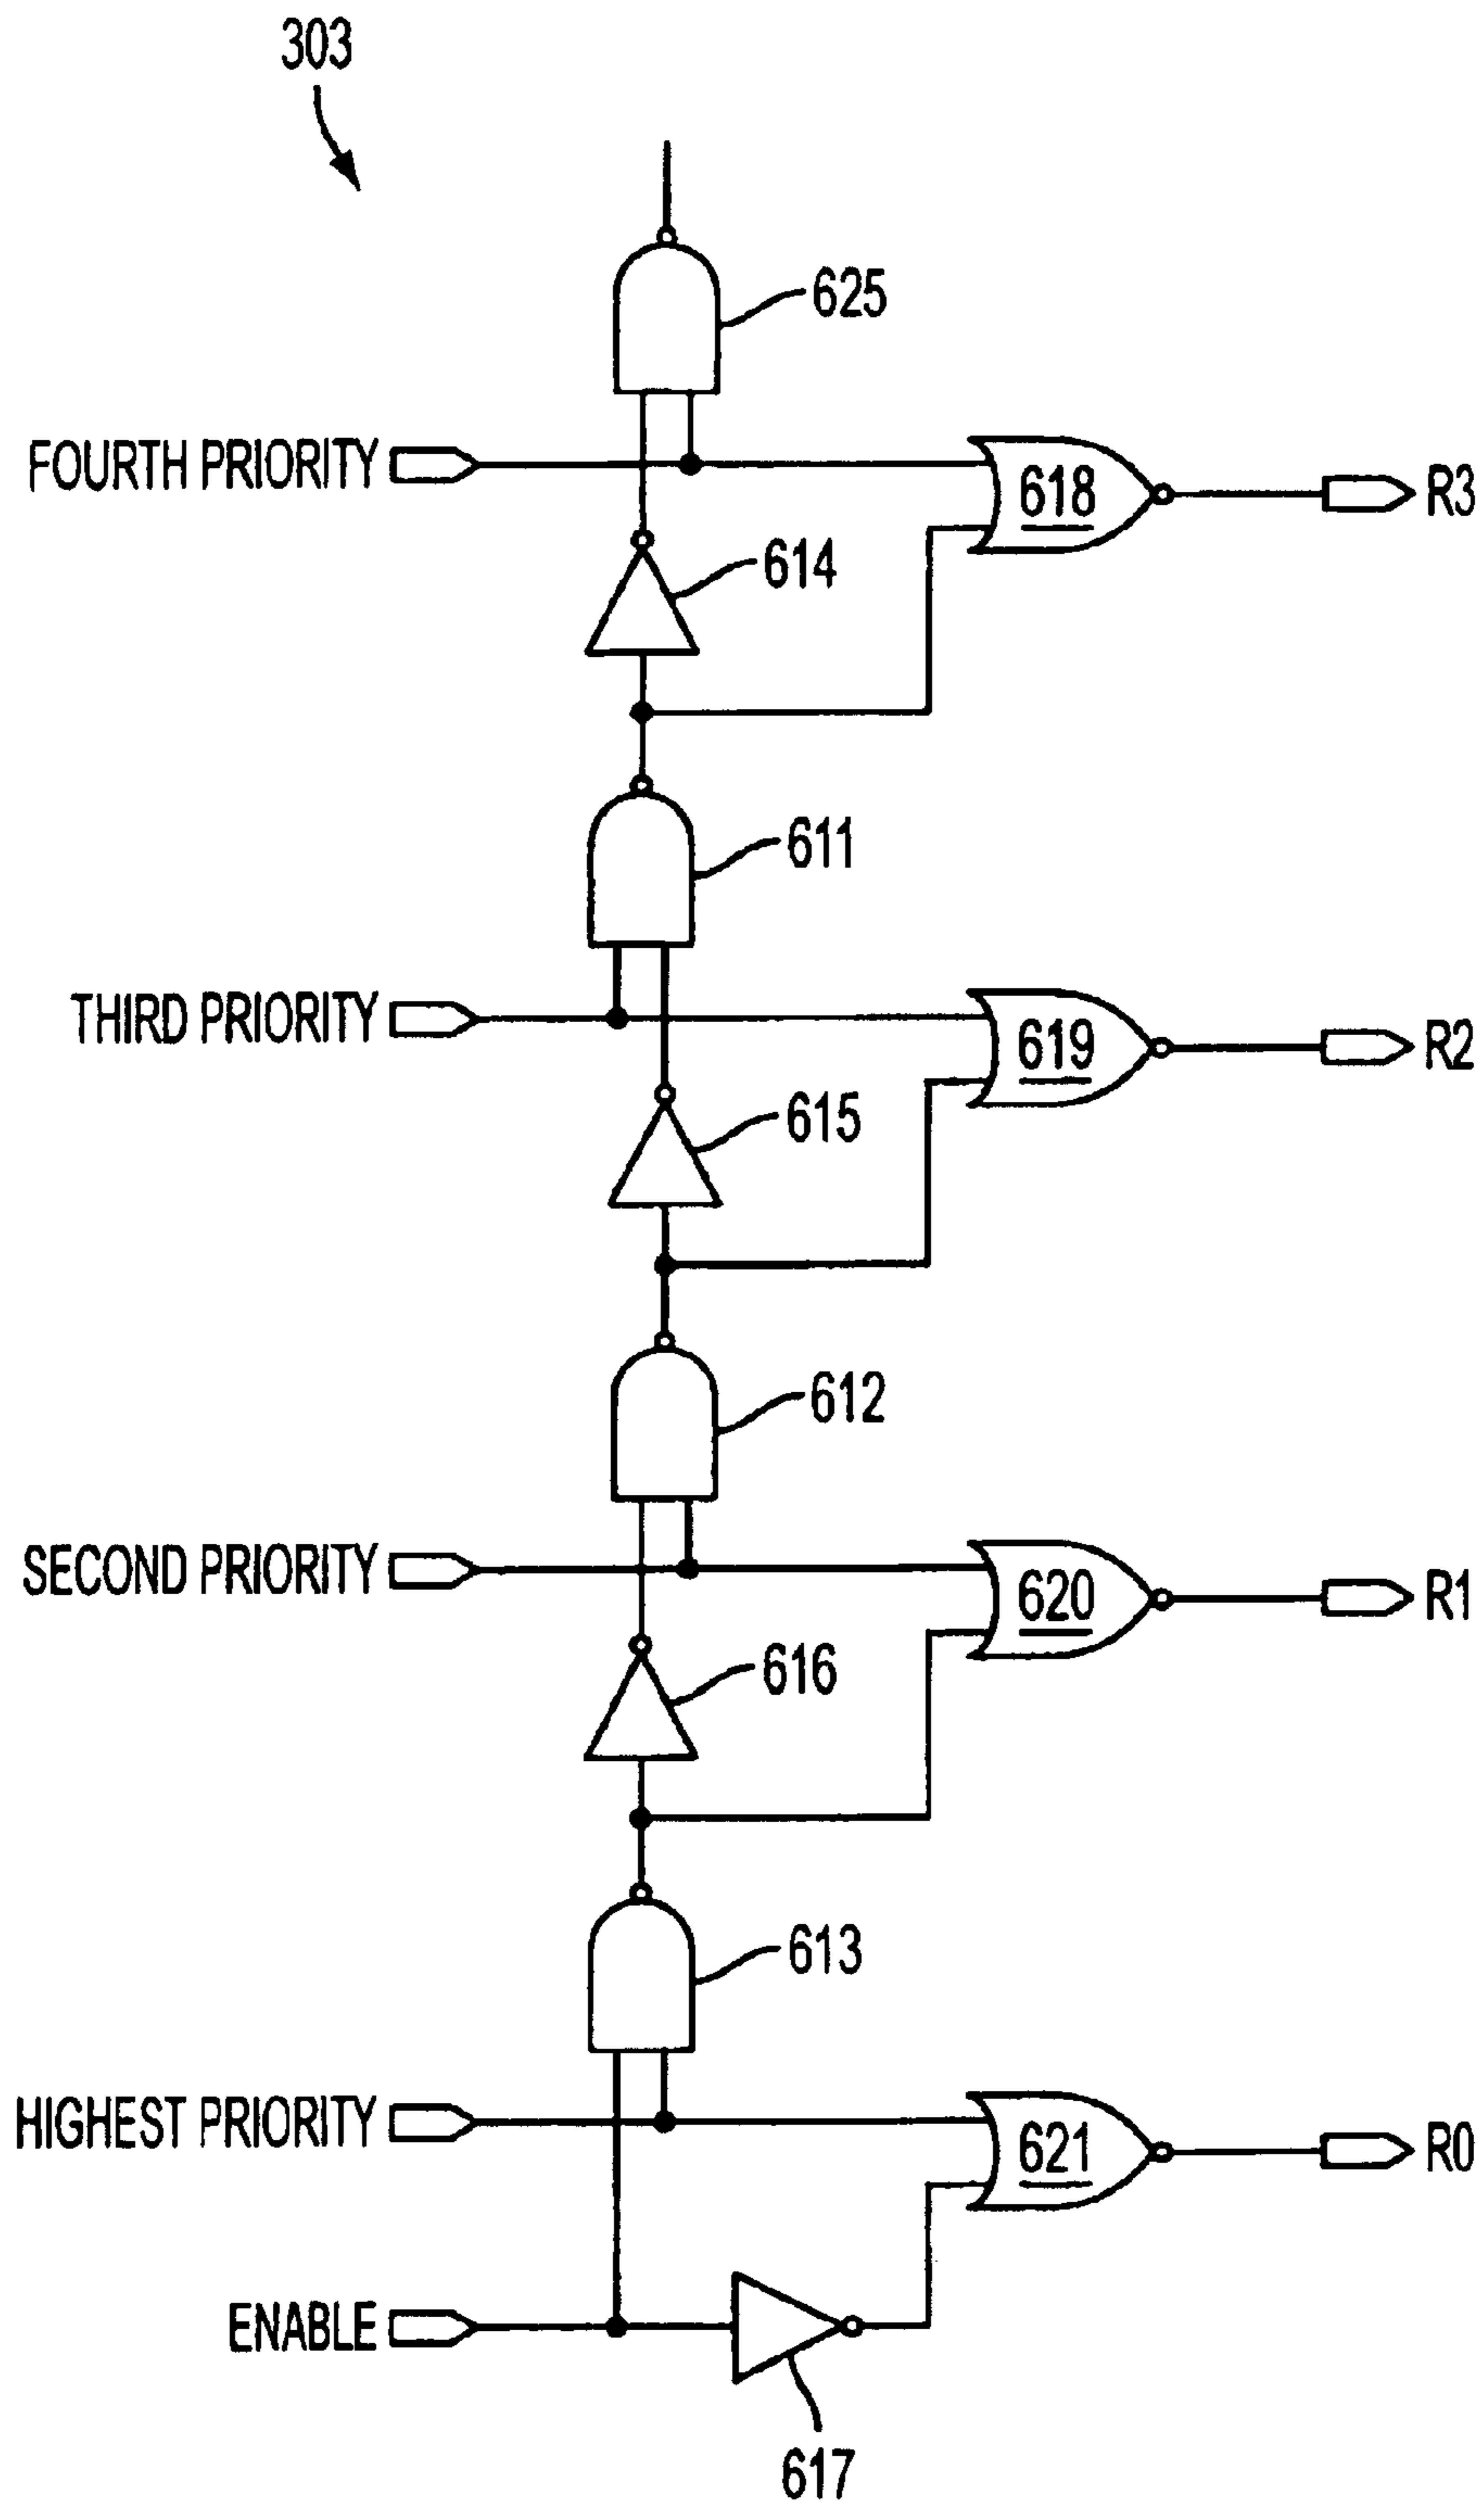 303
625
FOURTH PRIORITY
618
R3
614
611
THIRD PRIORITY
619
R2
615
612
SECOND PRIORITY
620
R1
616
613
HIGHEST PRIORITY
621
R0
ENABLE
617